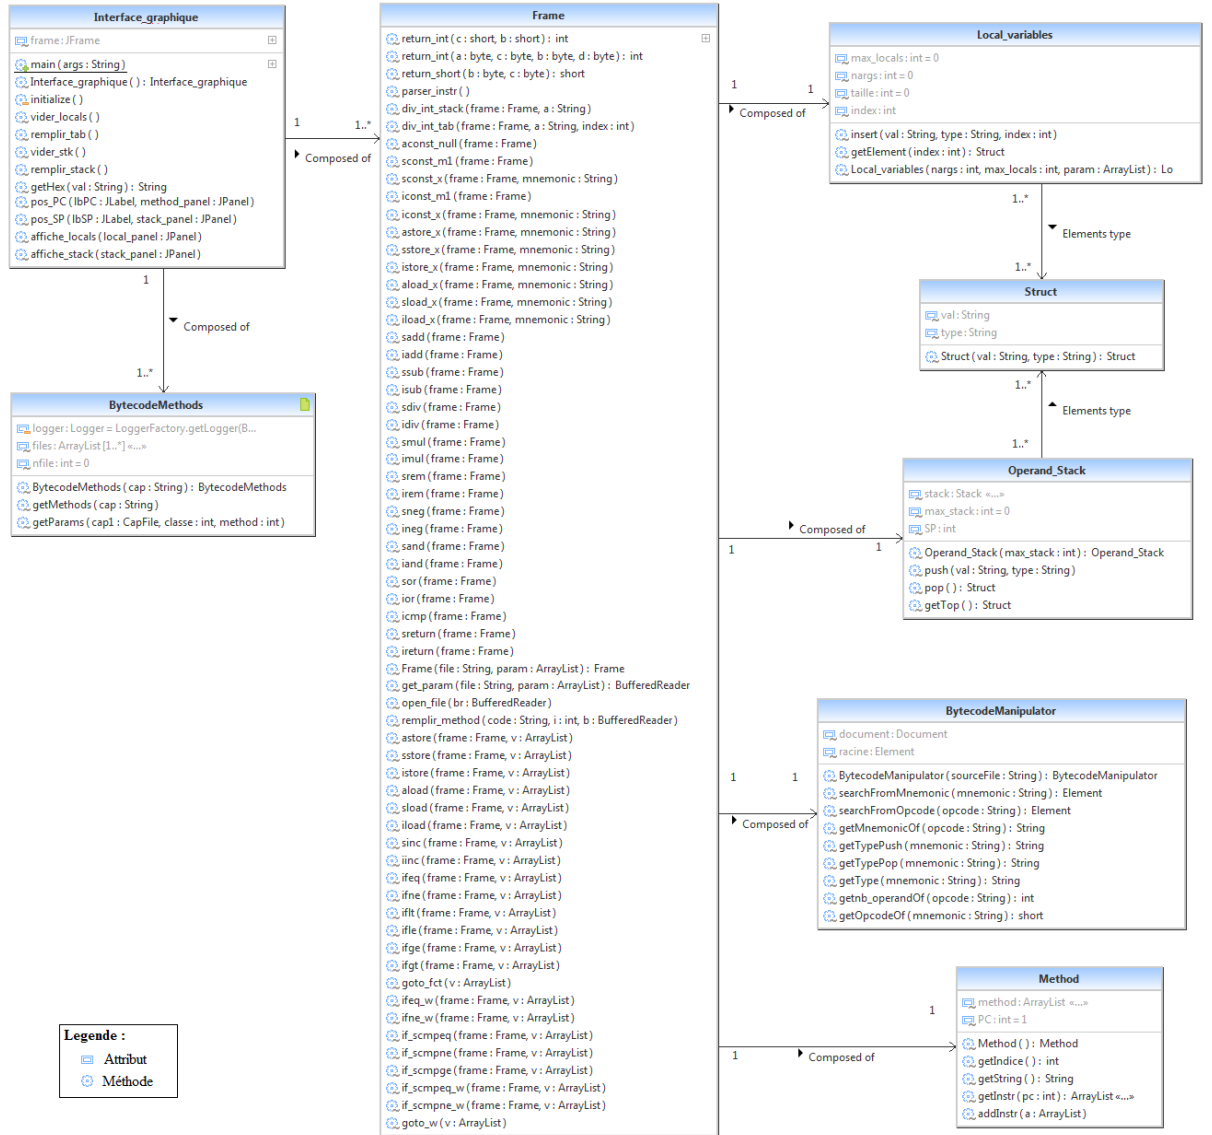 Interface_graphique
frame : JFrame
main ( args : String )
Interface_graphique ( ) : Interface_graphique
initialize ( )
vider_locals ( )
remplir_tab ( )
vider_stk ( )
remplir_stack ( )
getHex ( val : String ) : String
pos_PC ( lbPC : JLabel, method_panel : JPanel )
pos_SP ( lbSP : JLabel, stack_panel : JPanel )
affiche_locals ( local_panel : JPanel )
affiche_stack ( stack_panel : JPanel )
1
1..*
Composed of
1
Composed of
1..*
BytecodeMethods
logger : Logger = LoggerFactory.getLogger(B...
files : ArrayList [1..*] «...»
nfile : int = 0
BytecodeMethods ( cap : String ) : BytecodeMethods
getMethods ( cap : String )
getParams ( cap1 : CapFile, classe : int, method : int )
Legende :
Attribut
Méthode
Frame
return_int ( c : short, b : short ) : int
return_int ( a : byte, c : byte, b : byte, d : byte ) : int
return_short ( b : byte, c : byte ) : short
parser_instr ( )
div_int_stack ( frame : Frame, a : String )
div_int_tab ( frame : Frame, a : String, index : int )
aconst_null ( frame : Frame )
sconst_m1 ( frame : Frame )
sconst_x ( frame : Frame, mnemonic : String )
iconst_m1 ( frame : Frame )
iconst_x ( frame : Frame, mnemonic : String )
astore_x ( frame : Frame, mnemonic : String )
sstore_x ( frame : Frame, mnemonic : String )
istore_x ( frame : Frame, mnemonic : String )
aload_x ( frame : Frame, mnemonic : String )
sload_x ( frame : Frame, mnemonic : String )
iload_x ( frame : Frame, mnemonic : String )
sadd ( frame : Frame )
iadd ( frame : Frame )
ssub ( frame : Frame )
isub ( frame : Frame )
sdiv ( frame : Frame )
idiv ( frame : Frame )
smul ( frame : Frame )
imul ( frame : Frame )
srem ( frame : Frame )
irem ( frame : Frame )
sneg ( frame : Frame )
ineg ( frame : Frame )
sand ( frame : Frame )
iand ( frame : Frame )
sor ( frame : Frame )
ior ( frame : Frame )
icmp ( frame : Frame )
sreturn ( frame : Frame )
ireturn ( frame : Frame )
Frame ( file : String, param : ArrayList ) : Frame
get_param ( file : String, param : ArrayList ) : BufferedReader
open_file ( br : BufferedReader )
remplir_method ( code : String, i : int, b : BufferedReader )
astore ( frame : Frame, v : ArrayList )
sstore ( frame : Frame, v : ArrayList )
istore ( frame : Frame, v : ArrayList )
aload ( frame : Frame, v : ArrayList )
sload ( frame : Frame, v : ArrayList )
iload ( frame : Frame, v : ArrayList )
sinc ( frame : Frame, v : ArrayList )
iinc ( frame : Frame, v : ArrayList )
ifeq ( frame : Frame, v : ArrayList )
ifne ( frame : Frame, v : ArrayList )
iflt ( frame : Frame, v : ArrayList )
ifle ( frame : Frame, v : ArrayList )
ifge ( frame : Frame, v : ArrayList )
ifgt ( frame : Frame, v : ArrayList )
goto_fct ( v : ArrayList )
ifeq_w ( frame : Frame, v : ArrayList )
ifne_w ( frame : Frame, v : ArrayList )
if_scmpeq ( frame : Frame, v : ArrayList )
if_scmpne ( frame : Frame, v : ArrayList )
if_scmpge ( frame : Frame, v : ArrayList )
if_scmpeq_w ( frame : Frame, v : ArrayList )
if_scmpne_w ( frame : Frame, v : ArrayList )
goto_w ( v : ArrayList )
1
1
Composed of
Local_variables
max_locals : int = 0
nargs : int = 0
taille : int = 0
index : int
insert ( val : String, type : String, index : int )
getElement ( index : int ) : Struct
Local_variables ( nargs : int, max_locals : int, param : ArrayList ) : Lo
1..*
Elements type
1..*
Struct
val : String
type : String
Struct ( val : String, type : String ) : Struct
1..*
Elements type
1..*
Operand_Stack
stack : Stack «...»
max_stack : int = 0
SP : int
Operand_Stack ( max_stack : int ) : Operand_Stack
push ( val : String, type : String )
pop ( ) : Struct
getTop ( ) : Struct
Composed of
1
1
BytecodeManipulator
document : Document
racine : Element
BytecodeManipulator ( sourceFile : String ) : BytecodeManipulator
searchFromMnemonic ( mnemonic : String ) : Element
searchFromOpcode ( opcode : String ) : Element
getMnemonicOf ( opcode : String ) : String
getTypePush ( mnemonic : String ) : String
getTypePop ( mnemonic : String ) : String
getType ( mnemonic : String ) : String
getnb_operandOf ( opcode : String ) : int
getOpcodeOf ( mnemonic : String ) : short
1
1
Composed of
Method
method : ArrayList «...»
PC : int = 1
Method ( ) : Method
getIndice ( ) : int
getString ( ) : String
getInstr ( pc : int ) : ArrayList «...»
addInstr ( a : ArrayList )
1
1
Composed of